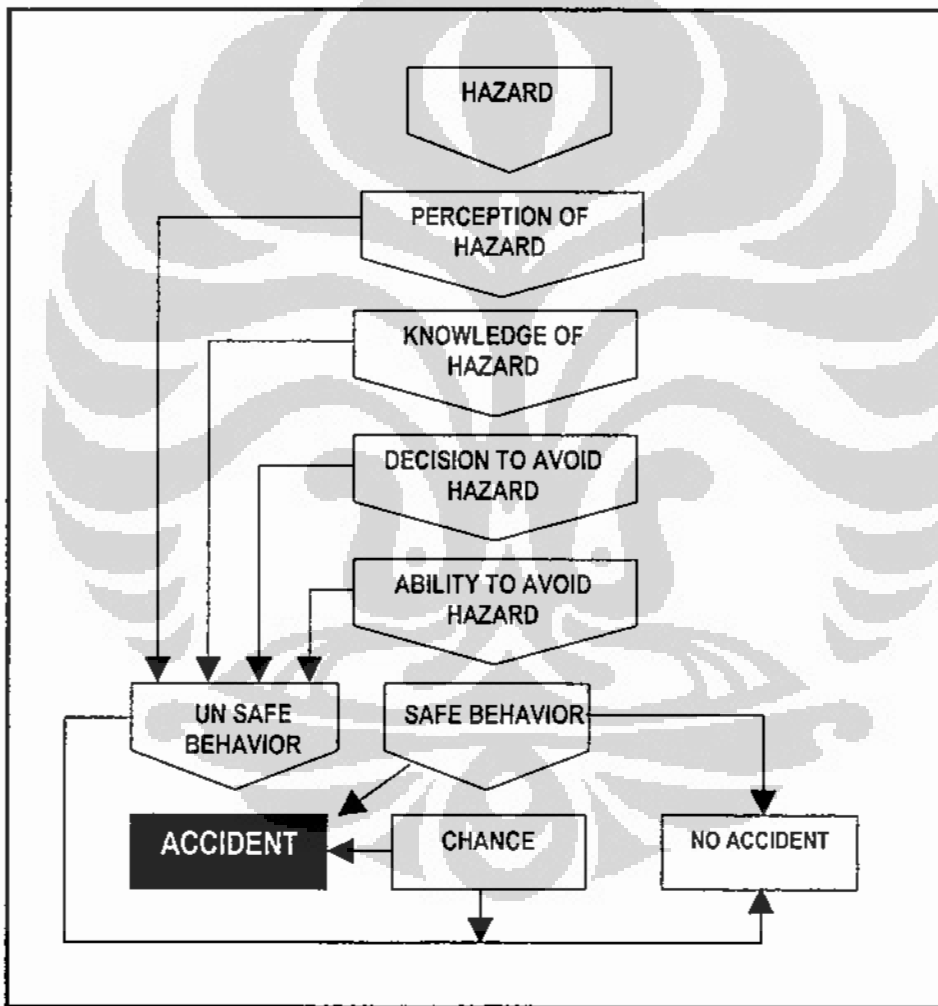 HAZARD
PERCEPTION OF
HAZARD
KNOWLEDGE OF
HAZARD
DECISION TO AVOID
HAZARD
ABILITY TO AVOID
HAZARD
UN SAFE
BEHAVIOR
SAFE BEHAVIOR
ACCIDENT
CHANCE
NO ACCIDENT